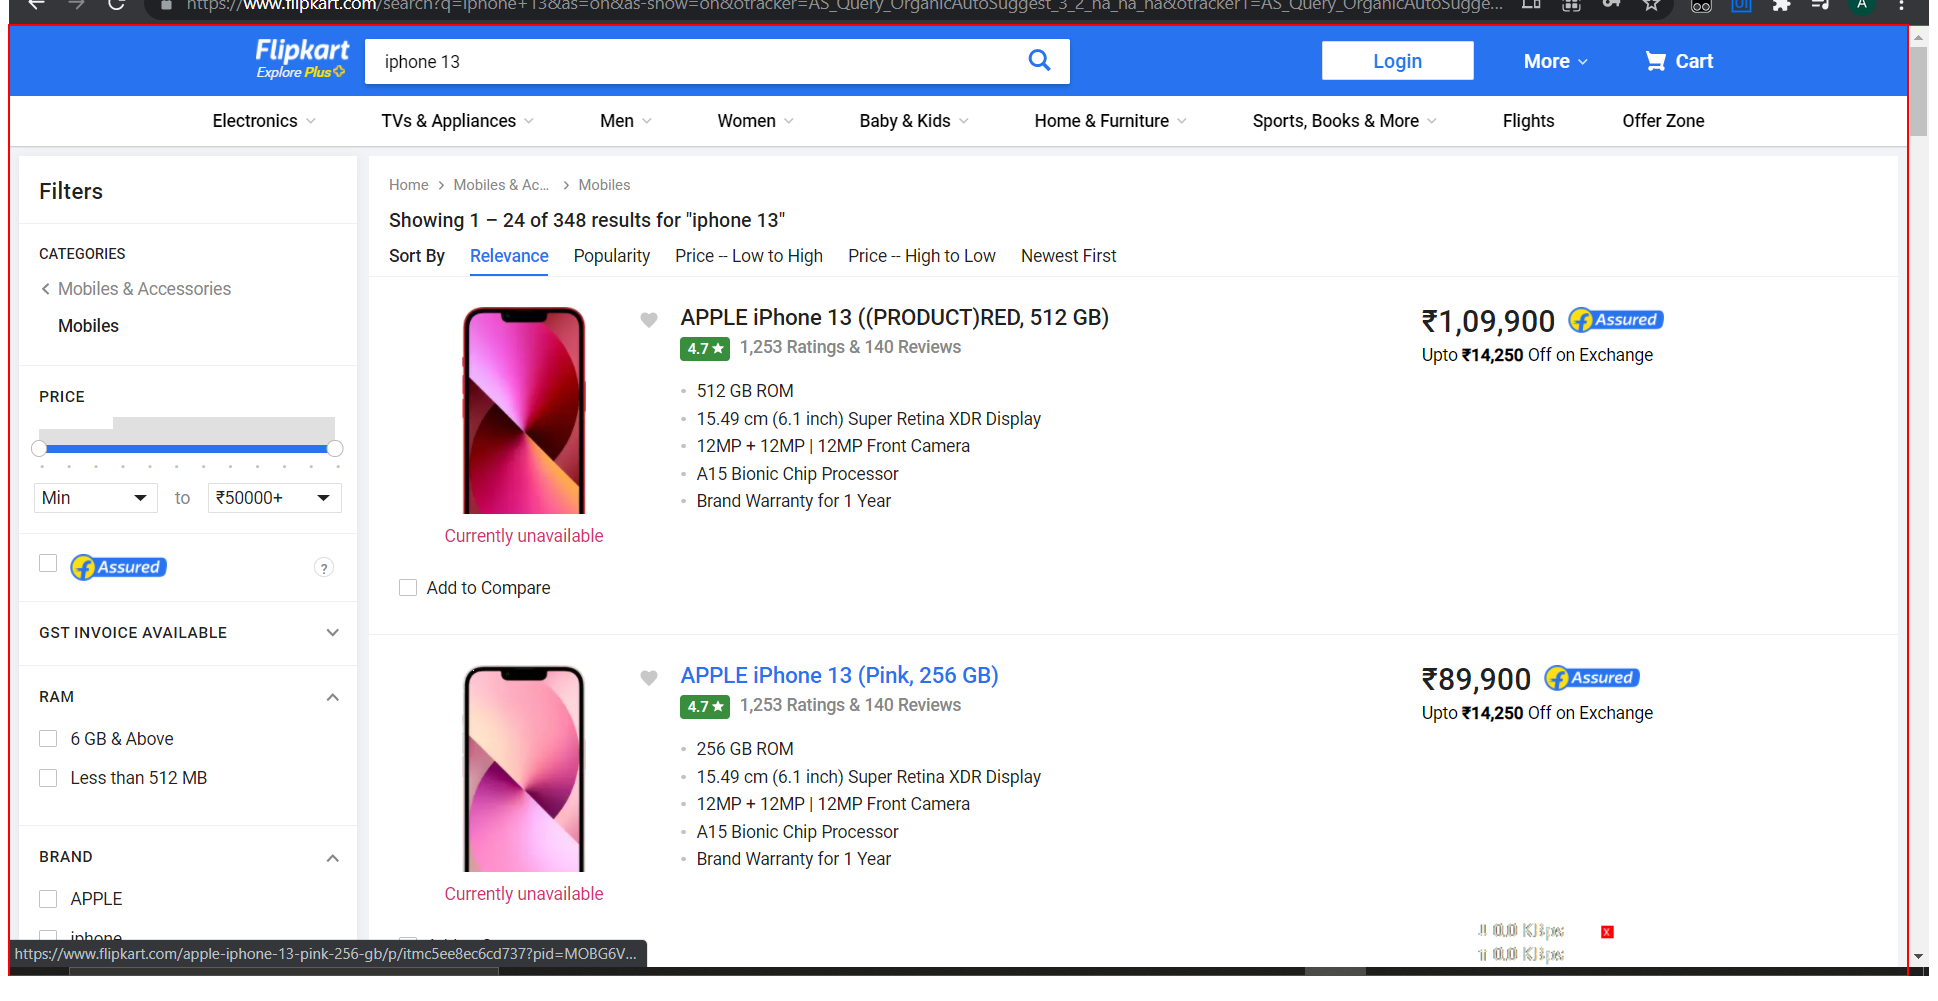 https://www.flipkart.com/search?q=iphone+13&as=on&as-show=on&otracker=AS_Query_OrganicAutoSuggest_3_2_na_na_na&otracker1=AS_Query_OrganicAutoSugge...
A
Flipkart
Explore Plus
iphone 13
Login
More
Cart
Electronics
TVs & Appliances
Men
Women
Baby & Kids
Home & Furniture
Sports, Books & More
Flights
Offer Zone
Filters
CATEGORIES
Mobiles & Accessories
Mobiles
PRICE
Min
to
₹50000+
Assured
?
GST INVOICE AVAILABLE
RAM
6 GB & Above
Less than 512 MB
BRAND
APPLE
iphone
Home > Mobiles & Ac... > Mobiles
Showing 1 – 24 of 348 results for "iphone 13"
Sort By Relevance Popularity Price -- Low to High Price -- High to Low Newest First
APPLE iPhone 13 ((PRODUCT)RED, 512 GB)
4.7★ 1,253 Ratings & 140 Reviews
512 GB ROM
15.49 cm (6.1 inch) Super Retina XDR Display
12MP + 12MP | 12MP Front Camera
A15 Bionic Chip Processor
Brand Warranty for 1 Year
Currently unavailable
Add to Compare
₹1,09,900 Assured
Upto ₹14,250 Off on Exchange
APPLE iPhone 13 (Pink, 256 GB)
4.7★ 1,253 Ratings & 140 Reviews
256 GB ROM
15.49 cm (6.1 inch) Super Retina XDR Display
12MP + 12MP | 12MP Front Camera
A15 Bionic Chip Processor
Brand Warranty for 1 Year
Currently unavailable
₹89,900 Assured
Upto ₹14,250 Off on Exchange
0.0 KBps
X
0.0 KBps
https://www.flipkart.com/apple-iphone-13-pink-256-gb/p/itmc5ee8ec6cd737?pid=MOBG6V...